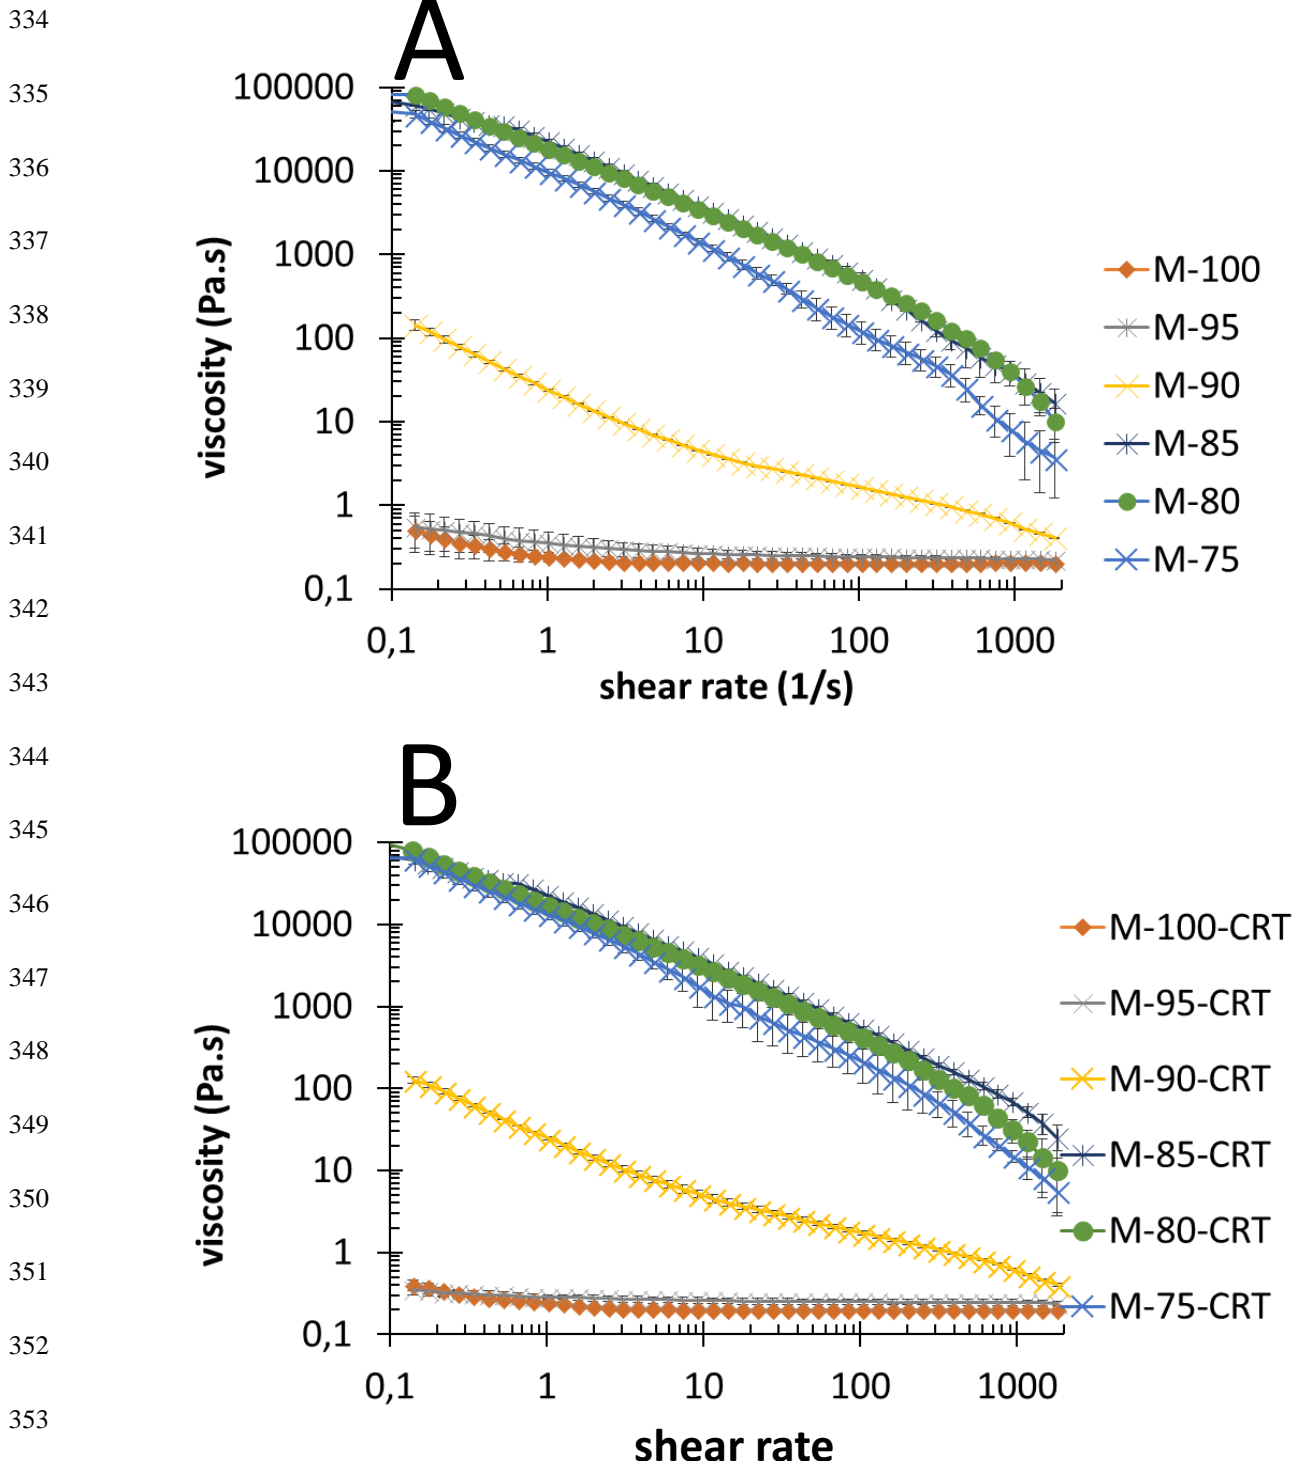 334
A
335
100000
336
10000
337
1000
338
100
339
10
340
1
341
0,1
342
0,1 1 10 100 1000
viscosity (Pa.s)
shear rate (1/s)
M-100
M-95
M-90
M-85
M-80
M-75
343
344
B
345
100000
346
10000
347
1000
348
100
349
10
350
1
351
0,1
352
0,1 1 10 100 1000
viscosity (Pa.s)
353
shear rate
M-100-CRT
M-95-CRT
M-90-CRT
M-85-CRT
M-80-CRT
M-75-CRT